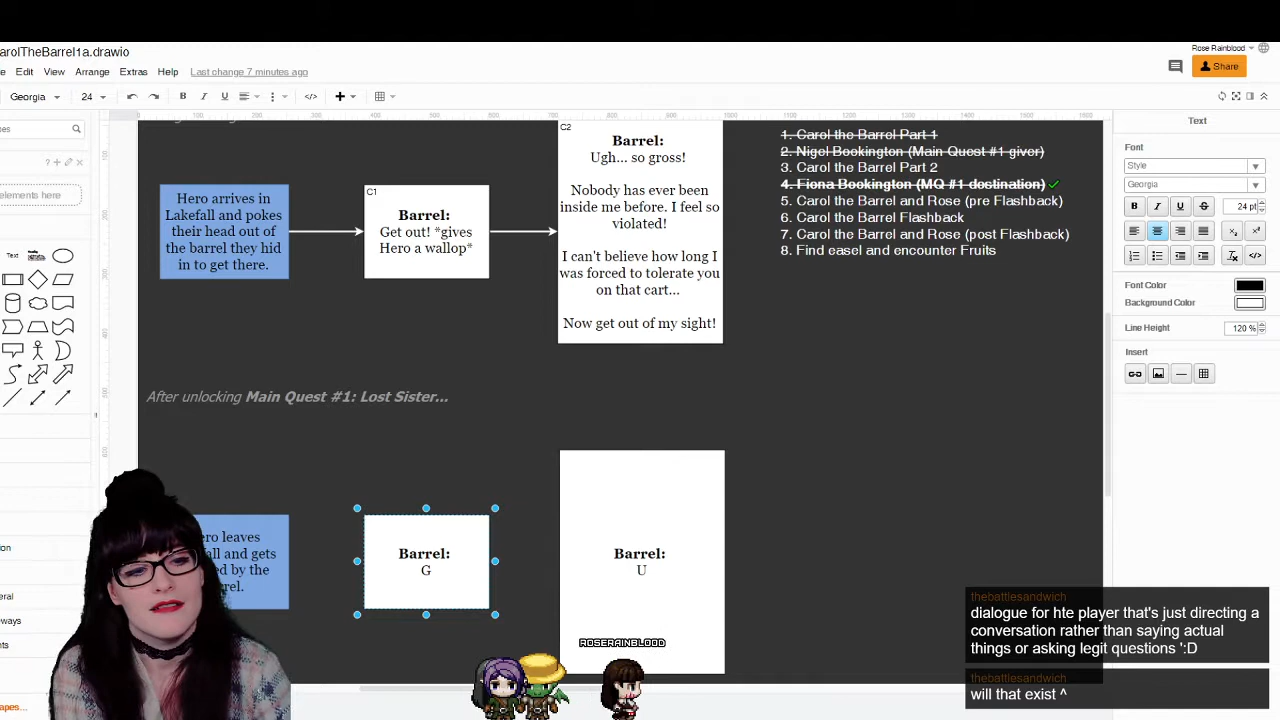 arolTheBarrel1a.drawio
Rose Rainblood
Edit View Arrange Extras Help Last change 7 minutes ago
Share
Georgia 24
Text
Font
Style
Georgia
24 pt
Font Color
Background Color
Line Height 120 %
Insert
elements here
Text
C1
Hero arrives in
Lakefall and pokes
their head out of
the barrel they hid
in to get there.
Barrel:
Get out! *gives
Hero a wallop*
C2
Barrel:
Ugh... so gross!
Nobody has ever been
inside me before. I feel so
violated!
I can't believe how long I
was forced to tolerate you
on that cart...
Now get out of my sight!
1. Carol the Barrel Part 1
2. Nigel Bookington (Main Quest #1 giver)
3. Carol the Barrel Part 2
4. Fiona Bookington (MQ #1 destination)
5. Carol the Barrel and Rose (pre Flashback)
6. Carol the Barrel Flashback
7. Carol the Barrel and Rose (post Flashback)
8. Find easel and encounter Fruits
After unlocking Main Quest #1: Lost Sister...
ero leaves
all and gets
ed by the
rel.
Barrel:
G
Barrel:
U
ROSERAINBLOOD
thebattlesandwich
dialogue for hte player that's just directing a
conversation rather than saying actual
things or asking legit questions ':D
thebattlesandwich
will that exist ^